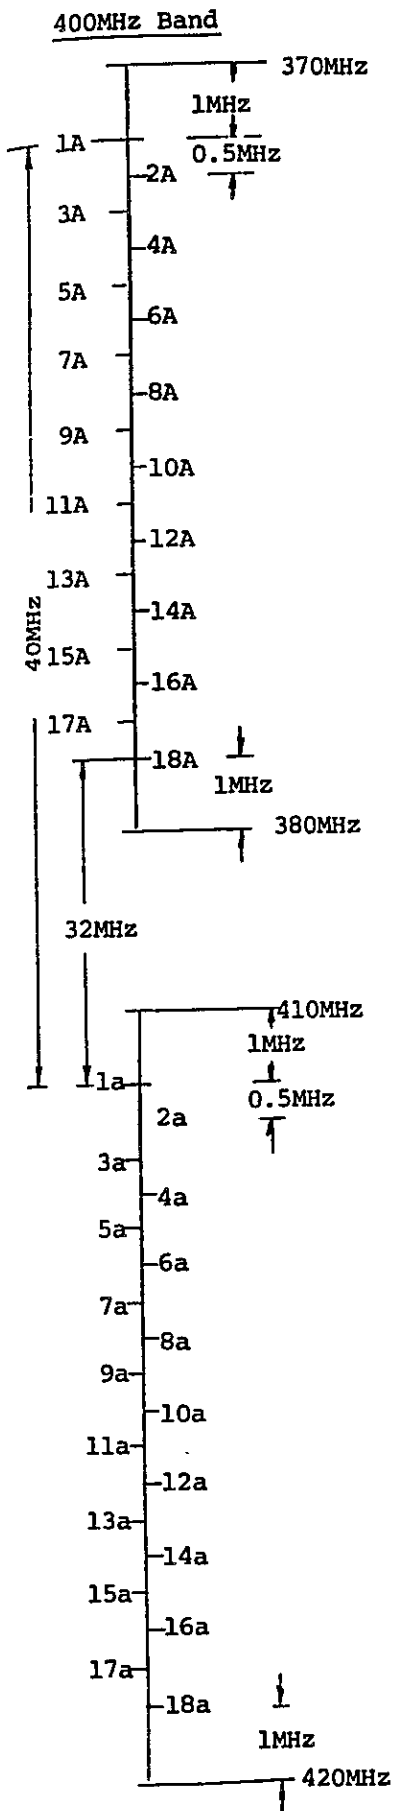 400MHz Band
370MHz
1MHz
1A
0.5MHz
2A
3A
4A
5A
6A
7A
8A
9A
10A
11A
12A
13A
14A
40MHz
15A
16A
17A
18A
1MHz
380MHz
32MHz
410MHz
1MHz
1a
0.5MHz
2a
3a
4a
5a
6a
7a
8a
9a
10a
11a
12a
13a
14a
15a
16a
17a
18a
1MHz
420MHz